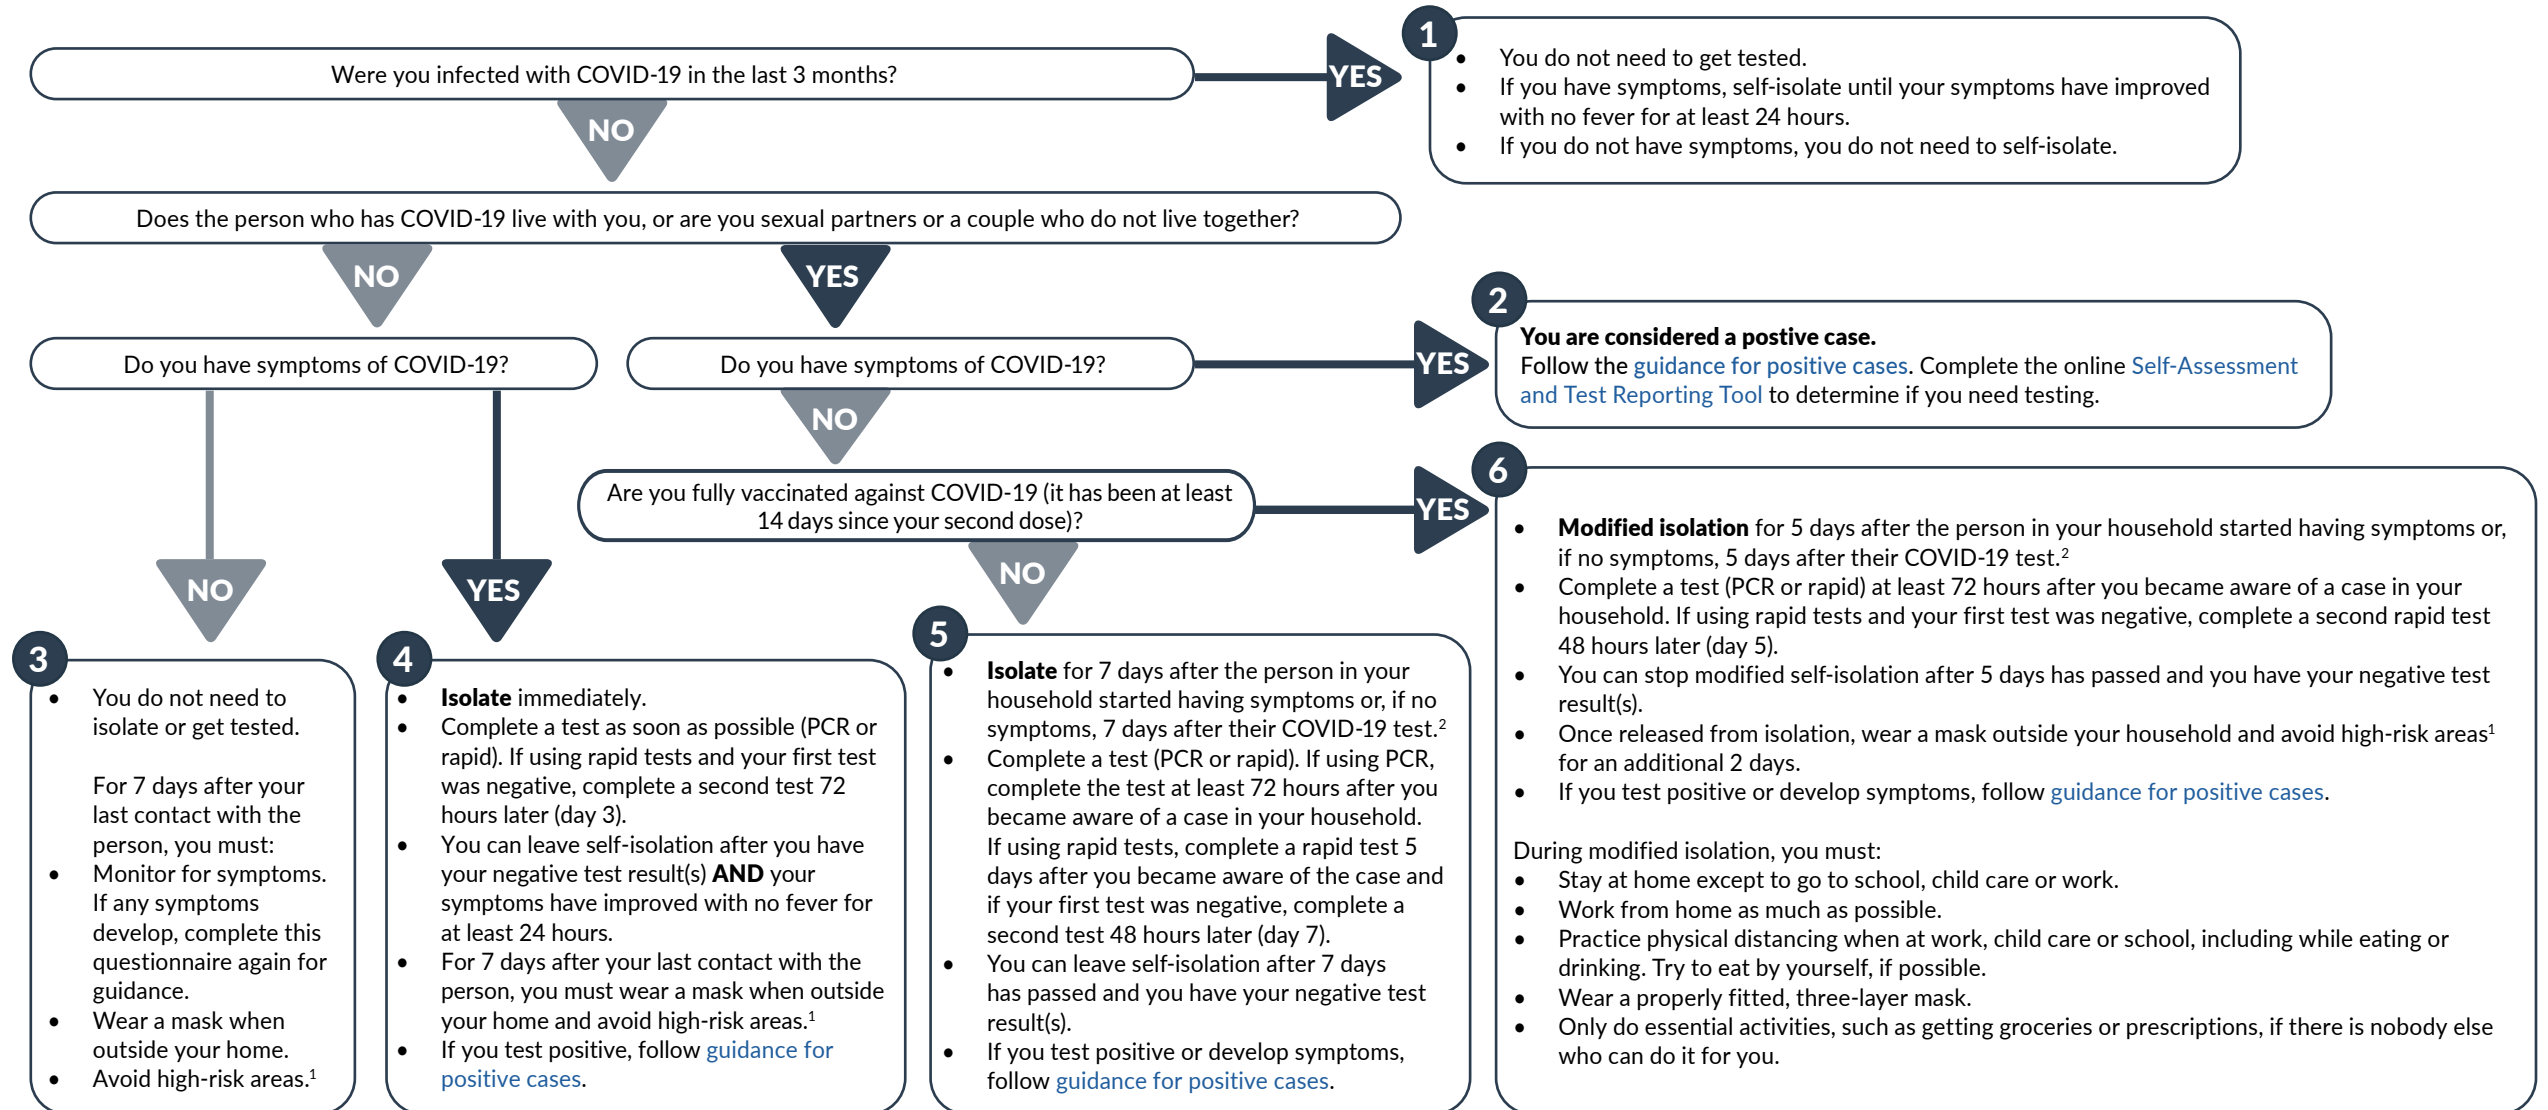 Were you infected with COVID-19 in the last 3 months?
YES
1
• You do not need to get tested.
• If you have symptoms, self-isolate until your symptoms have improved
with no fever for at least 24 hours.
• If you do not have symptoms, you do not need to self-isolate.
NO
Does the person who has COVID-19 live with you, or are you sexual partners or a couple who do not live together?
NO
YES
Do you have symptoms of COVID-19?
Do you have symptoms of COVID-19?
YES
2
You are considered a postive case.
Follow the guidance for positive cases. Complete the online Self-Assessment
and Test Reporting Tool to determine if you need testing.
NO
Are you fully vaccinated against COVID-19 (it has been at least
14 days since your second dose)?
YES
NO
NO
YES
3
• You do not need to
isolate or get tested.
For 7 days after your
last contact with the
person, you must:
• Monitor for symptoms.
If any symptoms
develop, complete this
questionnaire again for
guidance.
• Wear a mask when
outside your home.
• Avoid high-risk areas.¹
4
• Isolate immediately.
• Complete a test as soon as possible (PCR or
rapid). If using rapid tests and your first test
was negative, complete a second test 72
hours later (day 3).
• You can leave self-isolation after you have
your negative test result(s) AND your
symptoms have improved with no fever for
at least 24 hours.
• For 7 days after your last contact with the
person, you must wear a mask when outside
your home and avoid high-risk areas.¹
• If you test positive, follow guidance for
positive cases.
5
• Isolate for 7 days after the person in your
household started having symptoms or, if no
symptoms, 7 days after their COVID-19 test.²
• Complete a test (PCR or rapid). If using PCR,
complete the test at least 72 hours after you
became aware of a case in your household.
If using rapid tests, complete a rapid test 5
days after you became aware of the case and
if your first test was negative, complete a
second test 48 hours later (day 7).
• You can leave self-isolation after 7 days
has passed and you have your negative test
result(s).
• If you test positive or develop symptoms,
follow guidance for positive cases.
6
• Modified isolation for 5 days after the person in your household started having symptoms or,
if no symptoms, 5 days after their COVID-19 test.²
• Complete a test (PCR or rapid) at least 72 hours after you became aware of a case in your
household. If using rapid tests and your first test was negative, complete a second rapid test
48 hours later (day 5).
• You can stop modified self-isolation after 5 days has passed and you have your negative test
result(s).
• Once released from isolation, wear a mask outside your household and avoid high-risk areas¹
for an additional 2 days.
• If you test positive or develop symptoms, follow guidance for positive cases.
During modified isolation, you must:
• Stay at home except to go to school, child care or work.
• Work from home as much as possible.
• Practice physical distancing when at work, child care or school, including while eating or
drinking. Try to eat by yourself, if possible.
• Wear a properly fitted, three-layer mask.
• Only do essential activities, such as getting groceries or prescriptions, if there is nobody else
who can do it for you.